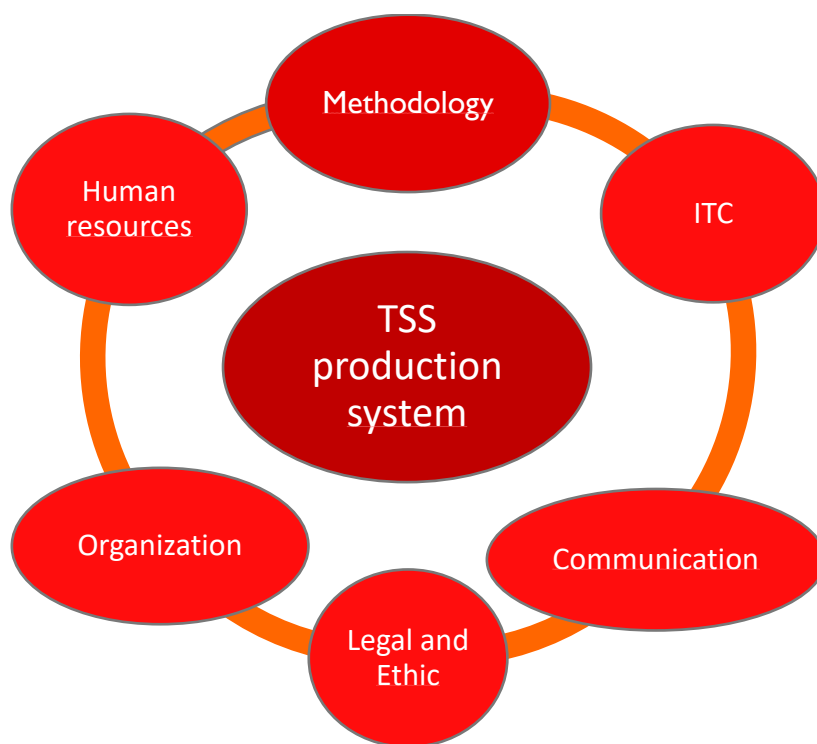 Methodology
Human
resources
ITC
TSS
production
system
Organization
Communication
Legal and
Ethic